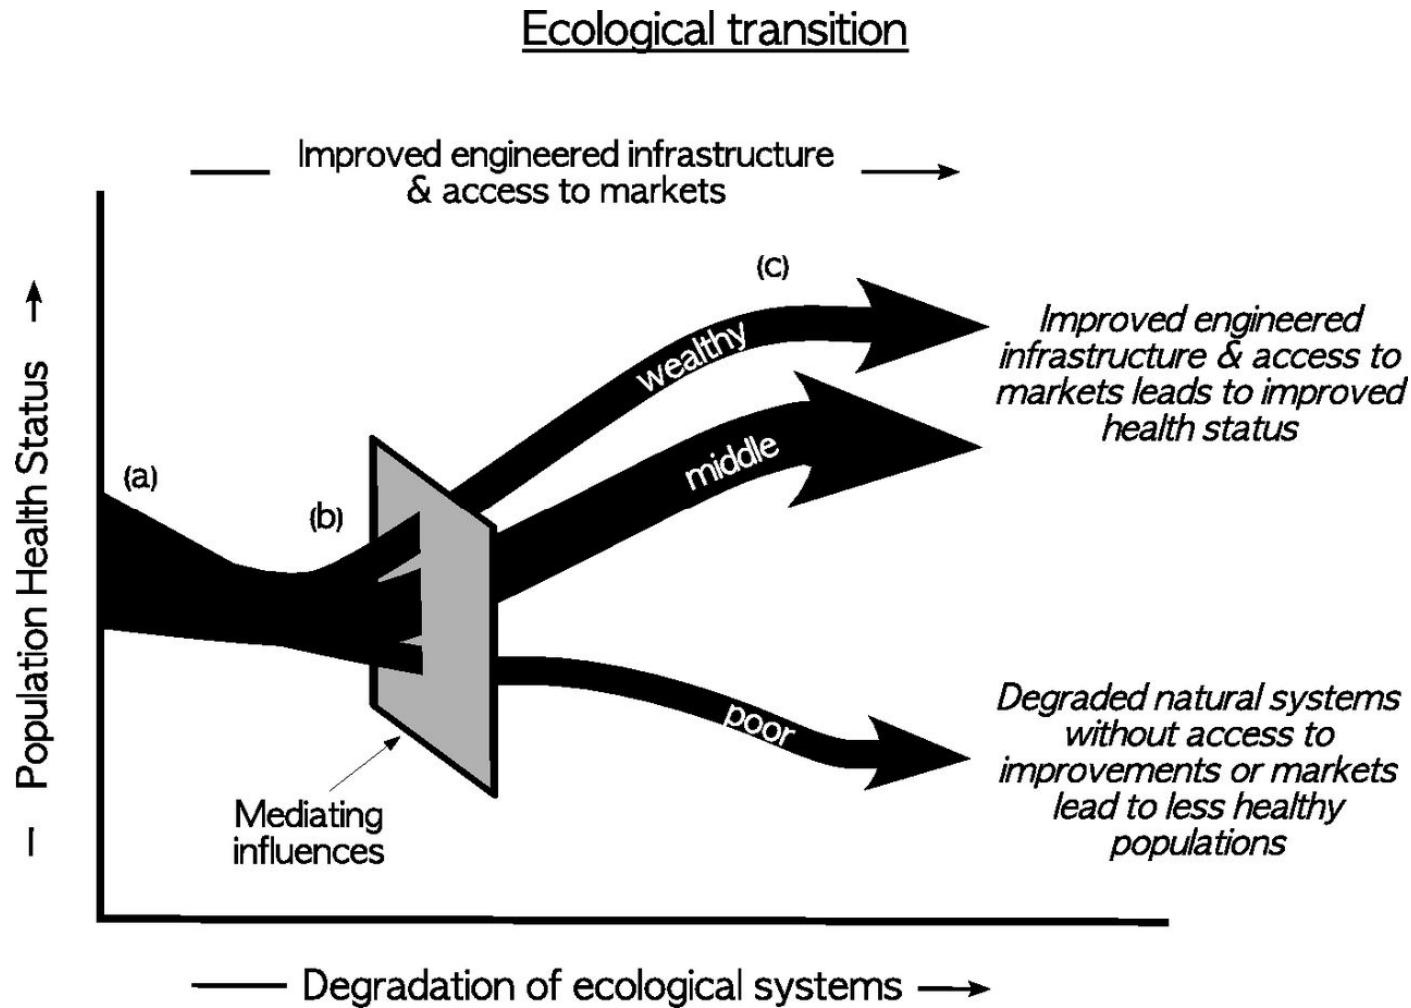 Ecological transition
Improved engineered infrastructure
& access to markets
(c)
wealthy
Improved engineered
infrastructure & access to
markets leads to improved
health status
middle
(a)
(b)
Population Health Status
poor
Degraded natural systems
without access to
improvements or markets
lead to less healthy
populations
Mediating
influences
Degradation of ecological systems